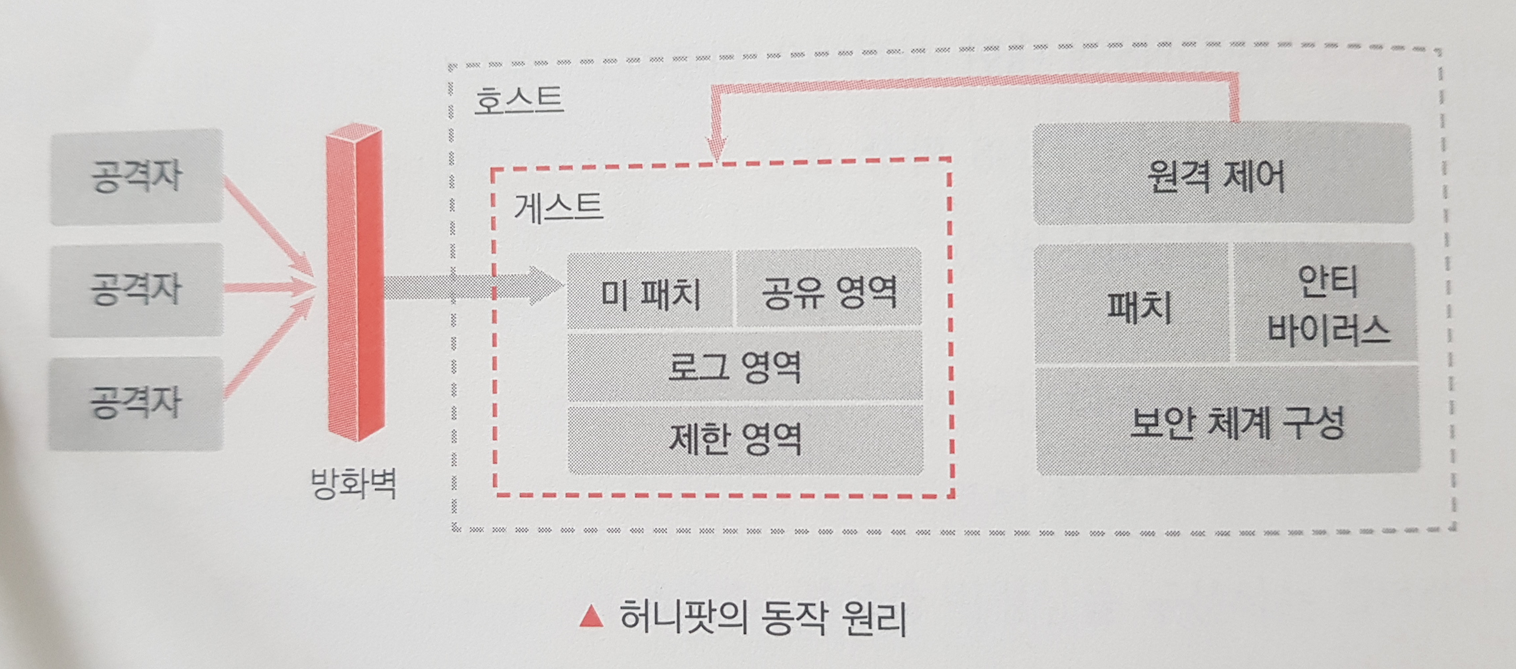 호스트
공격자
원격 제어
게스트
공격자
미 패치
공유 영역
패치
안티
바이러스
로그 영역
공격자
제한 영역
보안 체계 구성
방화벽
▲ 허니팟의 동작 원리